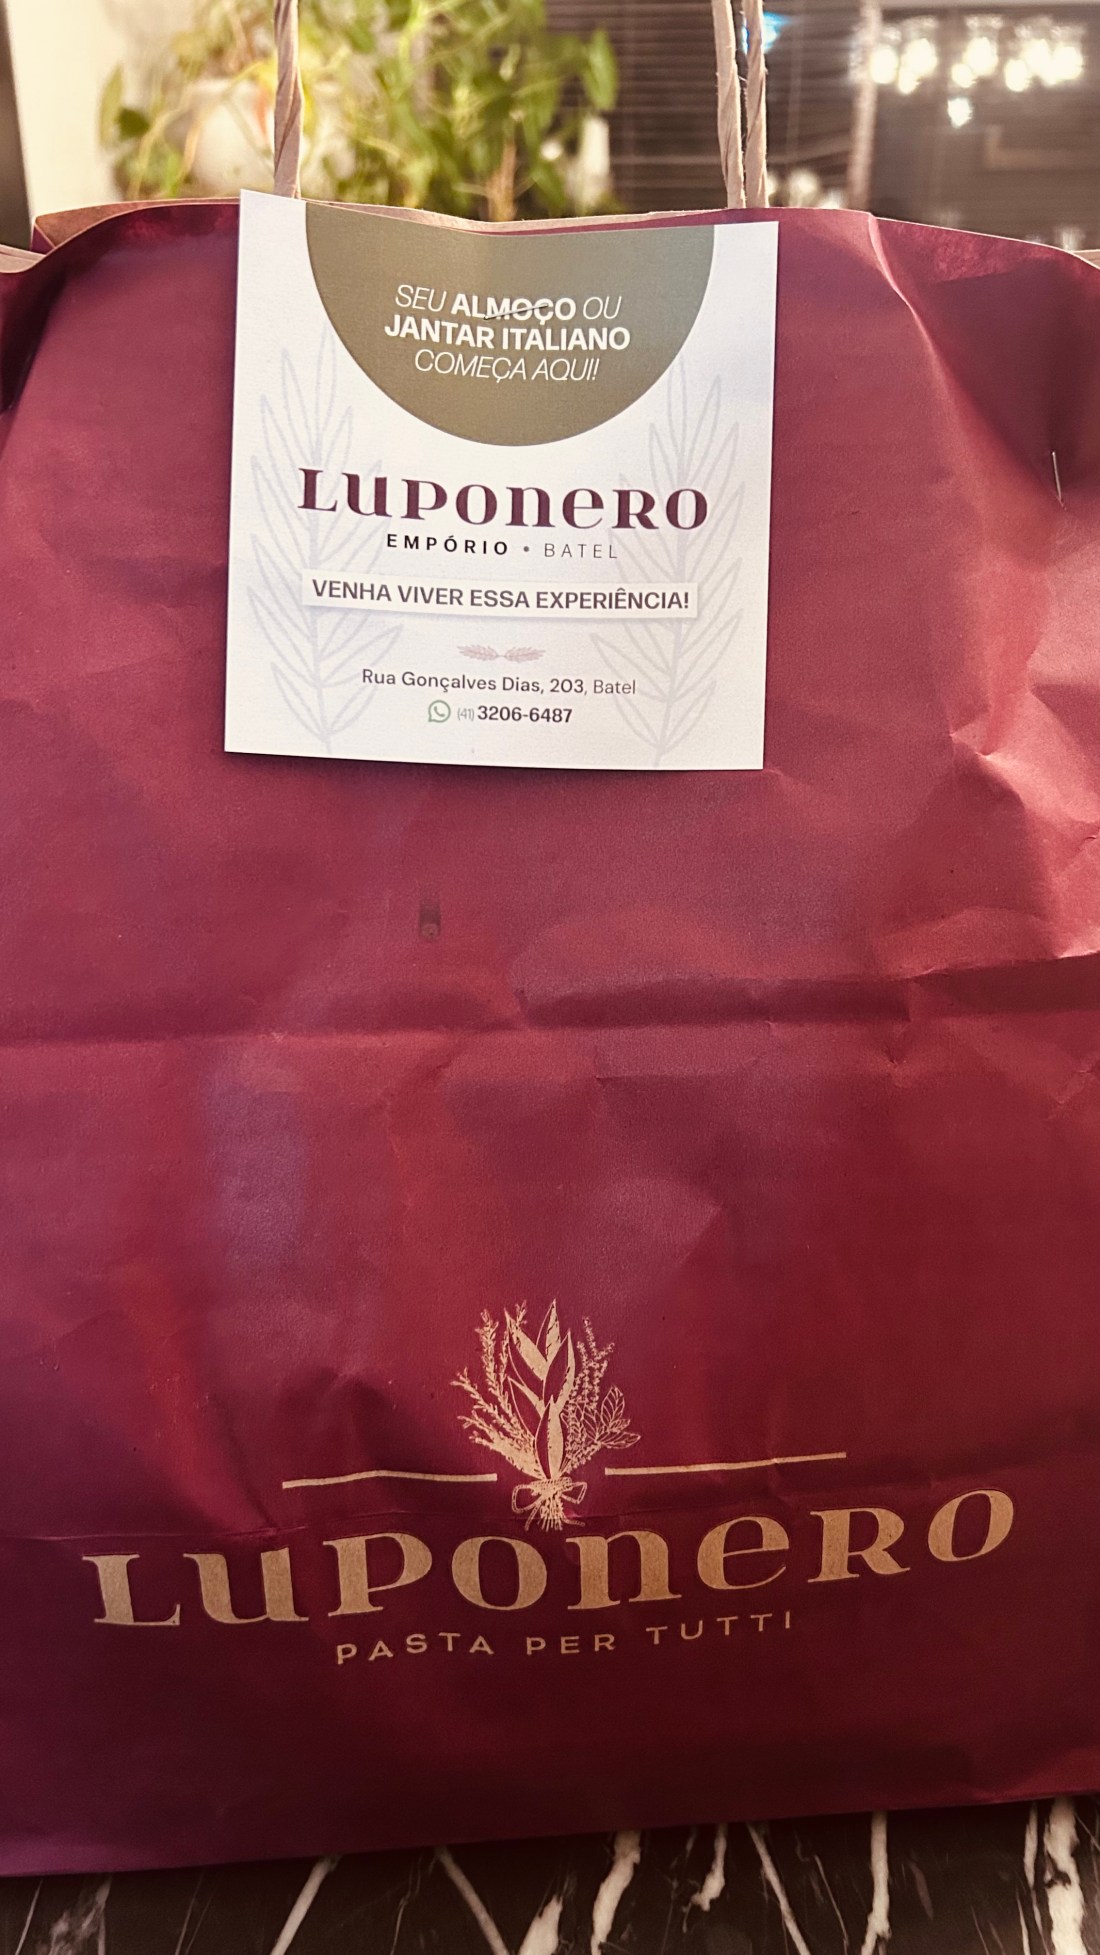 SEU ALMOÇO OU
JANTAR ITALIANO
COMEÇA AQUI!
LUPONERO
EMPÓRIO • BATEL
VENHA VIVER ESSA EXPERIÊNCIA!
Rua Gonçalves Dias, 203, Batel
(41) 3206-6487
LUPONERO
PASTA PER TUTTI